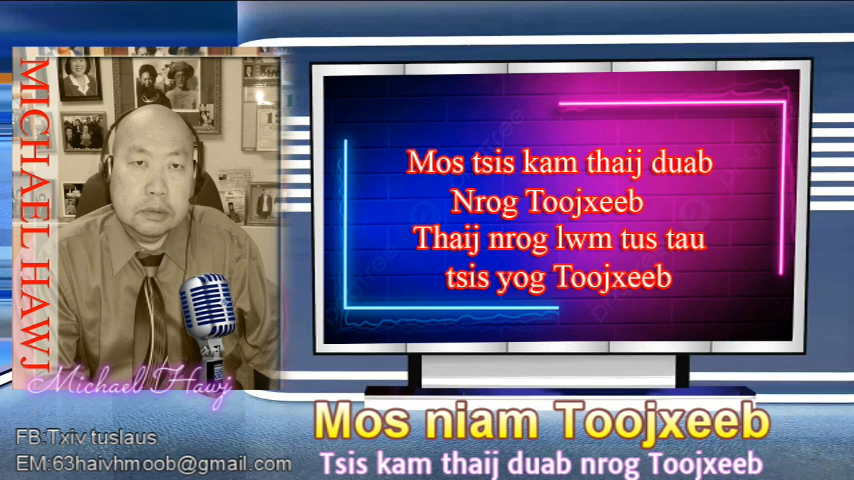 MICHAEL HAWJ
Michael Hawj
FB:Txiv tuslaus
EM:63haivhmoob@gmail.com
Mos tsis kam thaij duab
Nrog Toojxeeb
Thaij nrog lwm tus tau
tsis yog Toojxeeb
Mos niam Toojxeeb
Tsis kam thaij duab nrog Toojxeeb